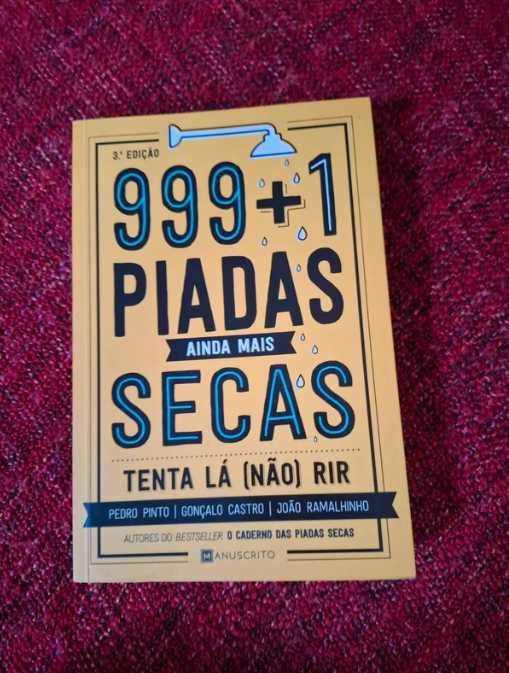 3.ª EDIÇÃO
999+1
PIADAS
AINDA MAIS
SECAS
TENTA LÁ (NÃO) RIR
PEDRO PINTO | GONÇALO CASTRO | JOÃO RAMALHINHO
AUTORES DO BESTSELLER O CADERNO DAS PIADAS SECAS
MANUSCRITO